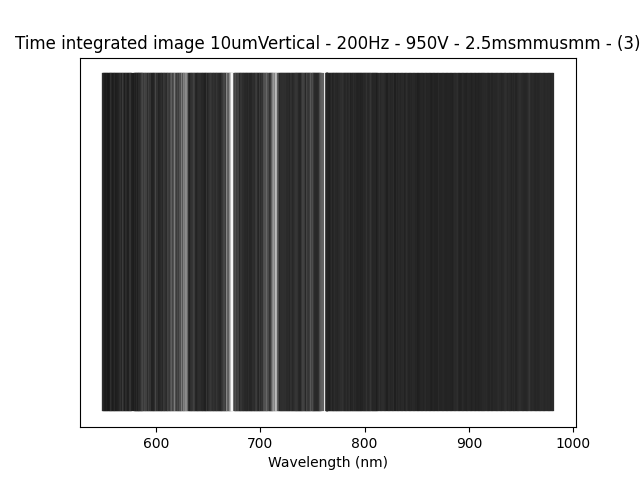 Time integrated image 10umVertical - 200Hz - 950V - 2.5msmmusmm - (3)
600 700 800 900 1000
Wavelength (nm)